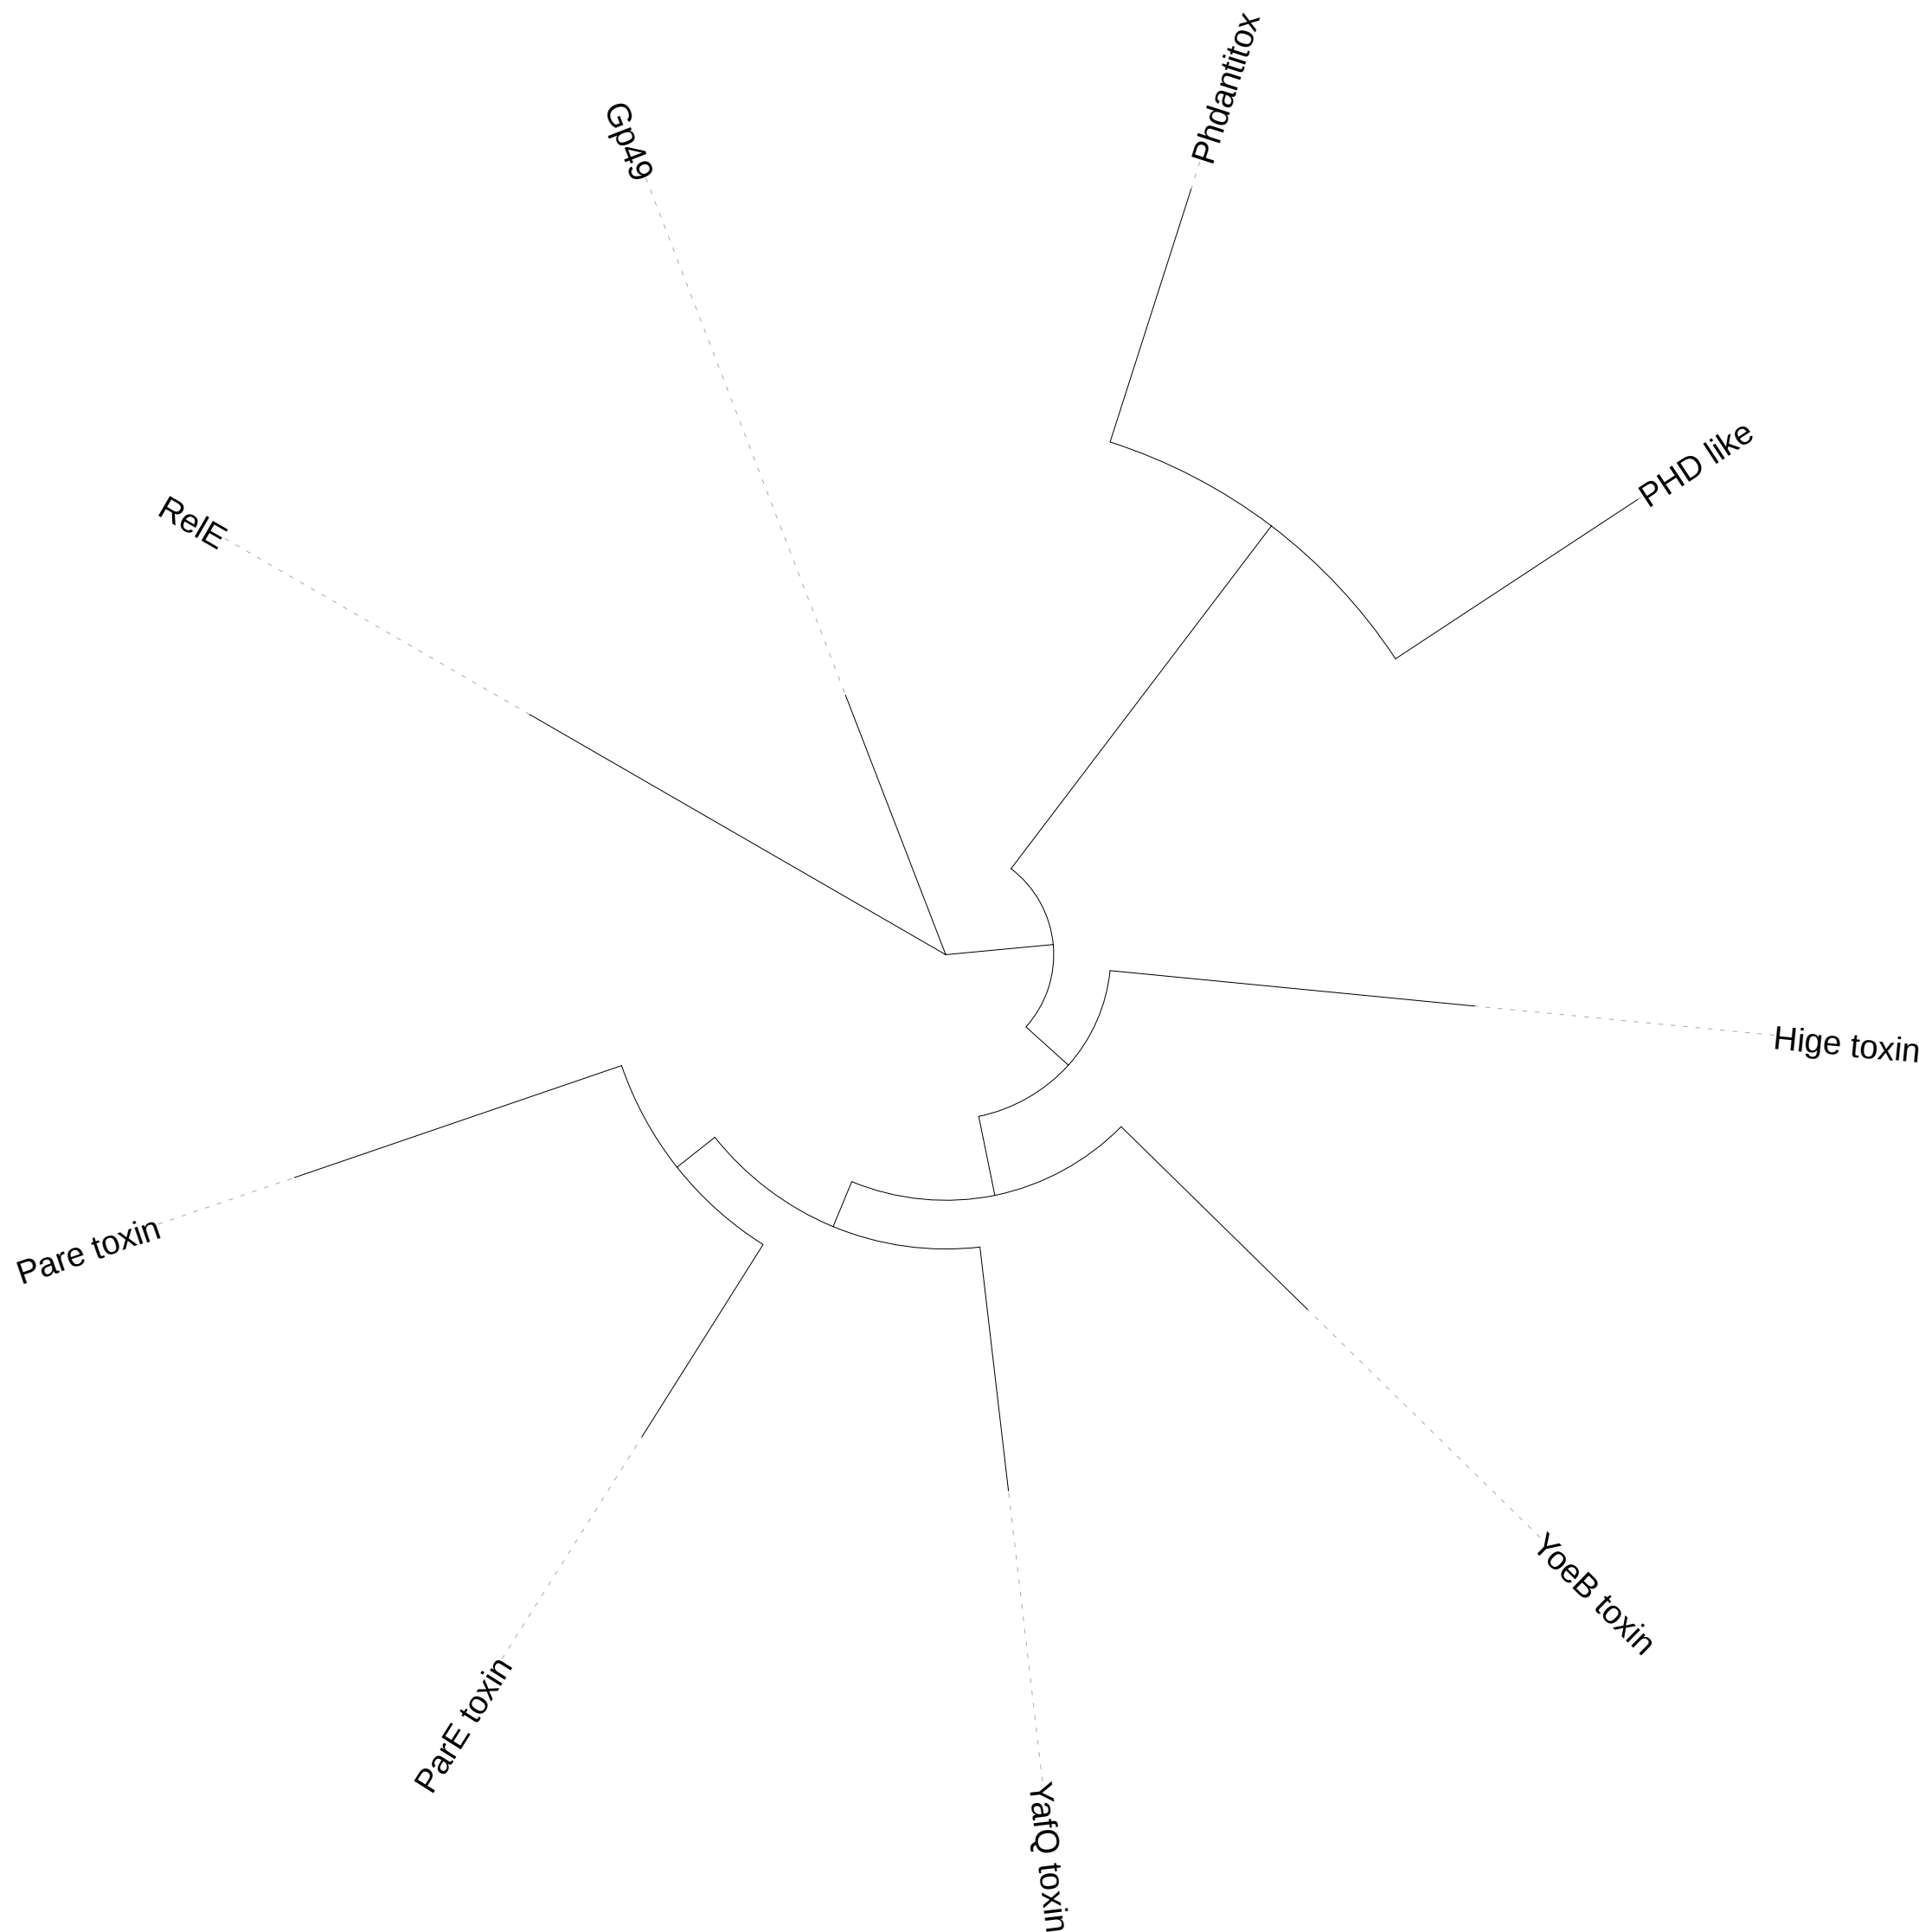 Phdantitox
Gp49
PHD like
RelE
Hige toxin
Pare toxin
YoeB toxin
ParE toxin
YafQ toxin